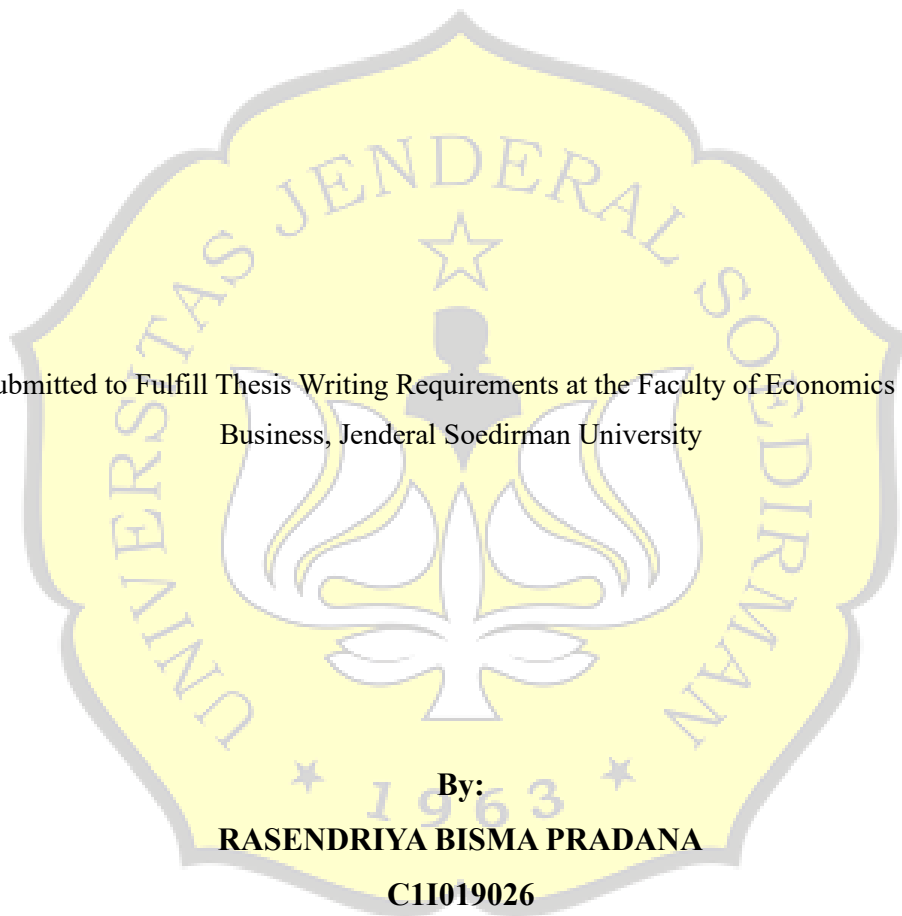 UNIVERSITAS JENDERAL SOEDIRMAN
ubmitted to Fulfill Thesis Writing Requirements at the Faculty of Economics
Business, Jenderal Soedirman University
By:
1963
RASENDRIYA BISMA PRADANA
C1I019026